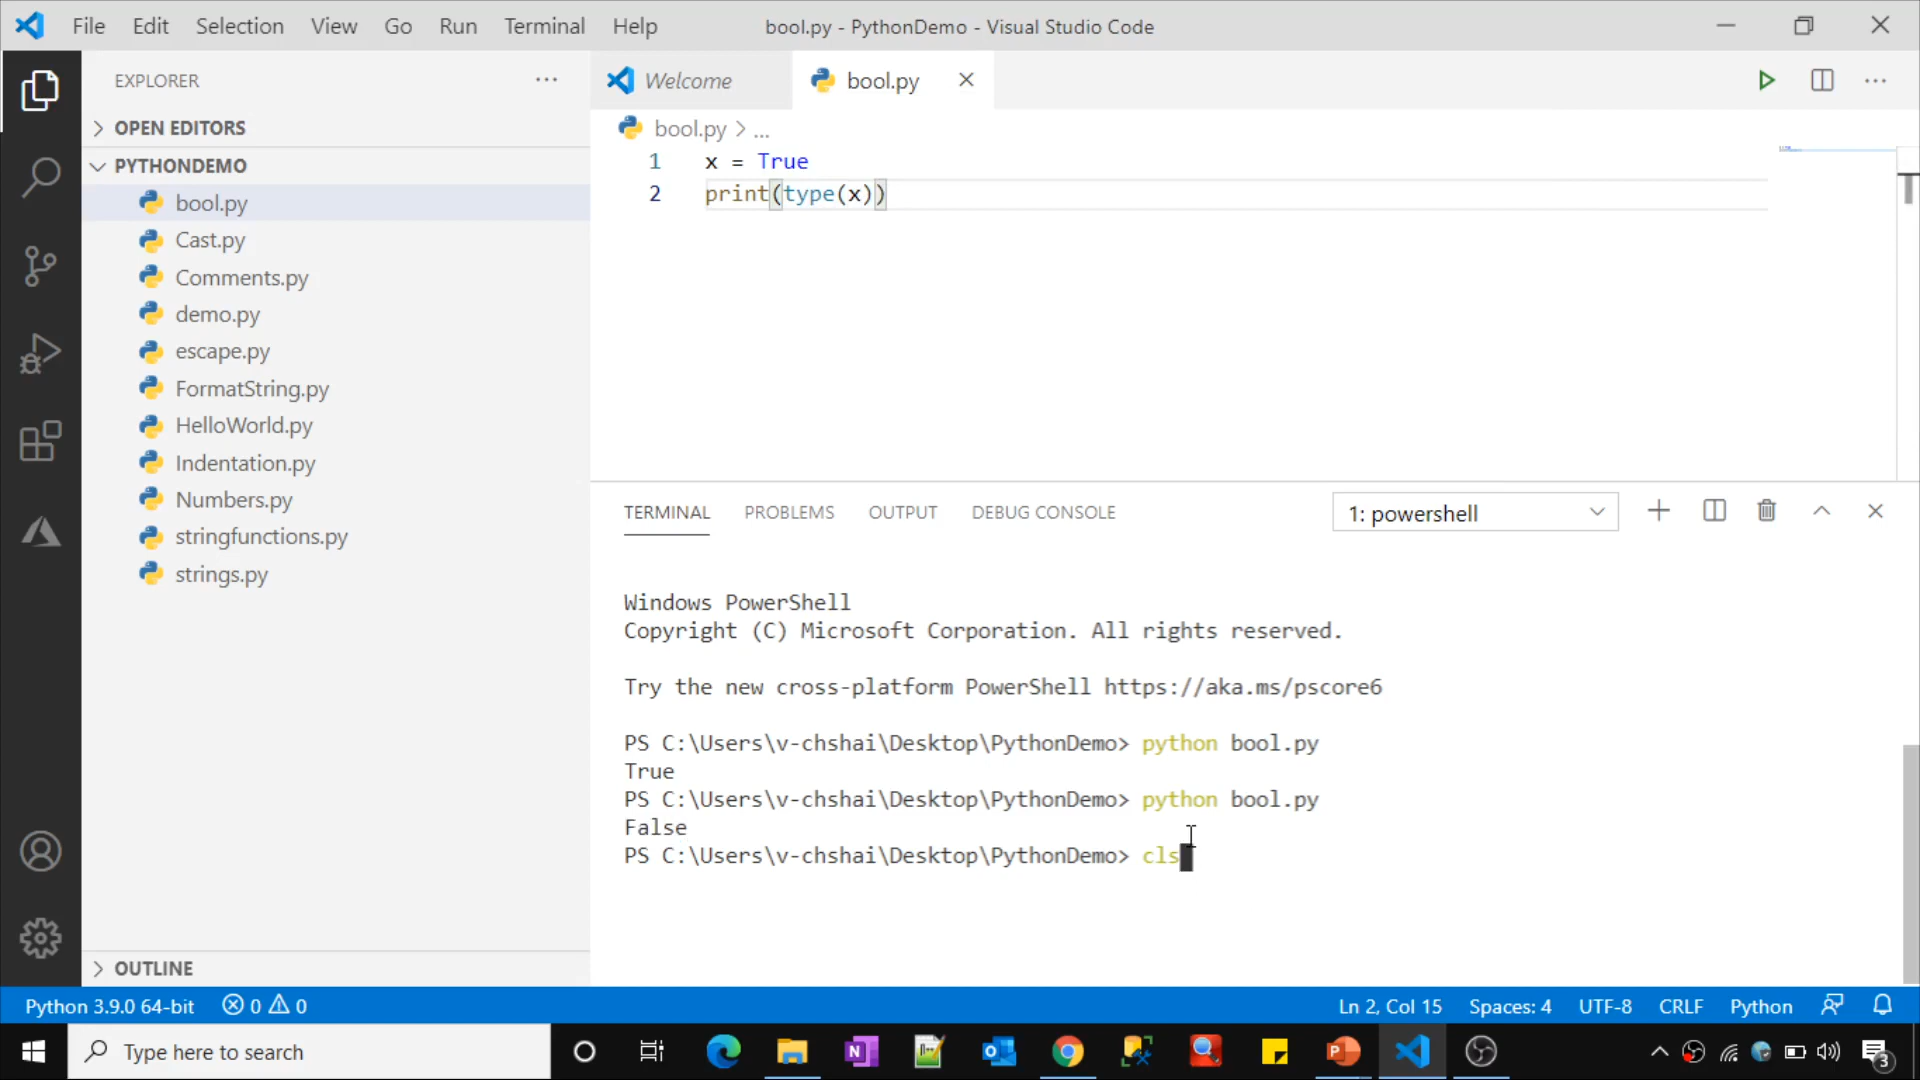 File Edit Selection View Go Run Terminal Help bool.py - PythonDemo - Visual Studio Code
EXPLORER
Welcome
bool.py
OPEN EDITORS
bool.py > ...
PYTHONDEMO
1 x = True
2 print(type(x))
bool.py
Cast.py
Comments.py
demo.py
escape.py
FormatString.py
HelloWorld.py
Indentation.py
Numbers.py
stringfunctions.py
strings.py
TERMINAL PROBLEMS OUTPUT DEBUG CONSOLE 1: powershell
Windows PowerShell
Copyright (C) Microsoft Corporation. All rights reserved.
Try the new cross-platform PowerShell https://aka.ms/pscore6
PS C:\Users\v-chshai\Desktop\PythonDemo> python bool.py
True
PS C:\Users\v-chshai\Desktop\PythonDemo> python bool.py
False
PS C:\Users\v-chshai\Desktop\PythonDemo> cls
OUTLINE
Python 3.9.0 64-bit 0 0 Ln 2, Col 15 Spaces: 4 UTF-8 CRLF Python
Type here to search
3